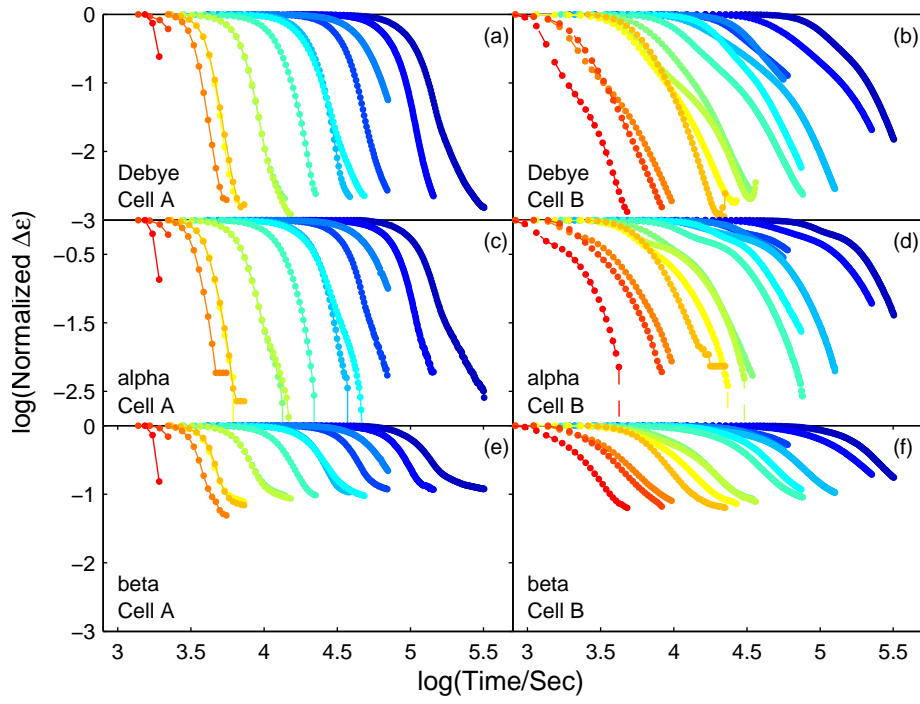 0
(a)
(b)
−1
−2
Debye
Cell A
Debye
Cell B
−3
(c)
(d)
−0.5
−1.5
−2.5
alpha
Cell A
alpha
Cell B
0
(e)
(f)
−1
−2
beta
Cell A
beta
Cell B
−3
3
3.5
4
4.5
5
5.5
3
3.5
4
4.5
5
5.5
log(Time/Sec)
log(Normalized Δε)